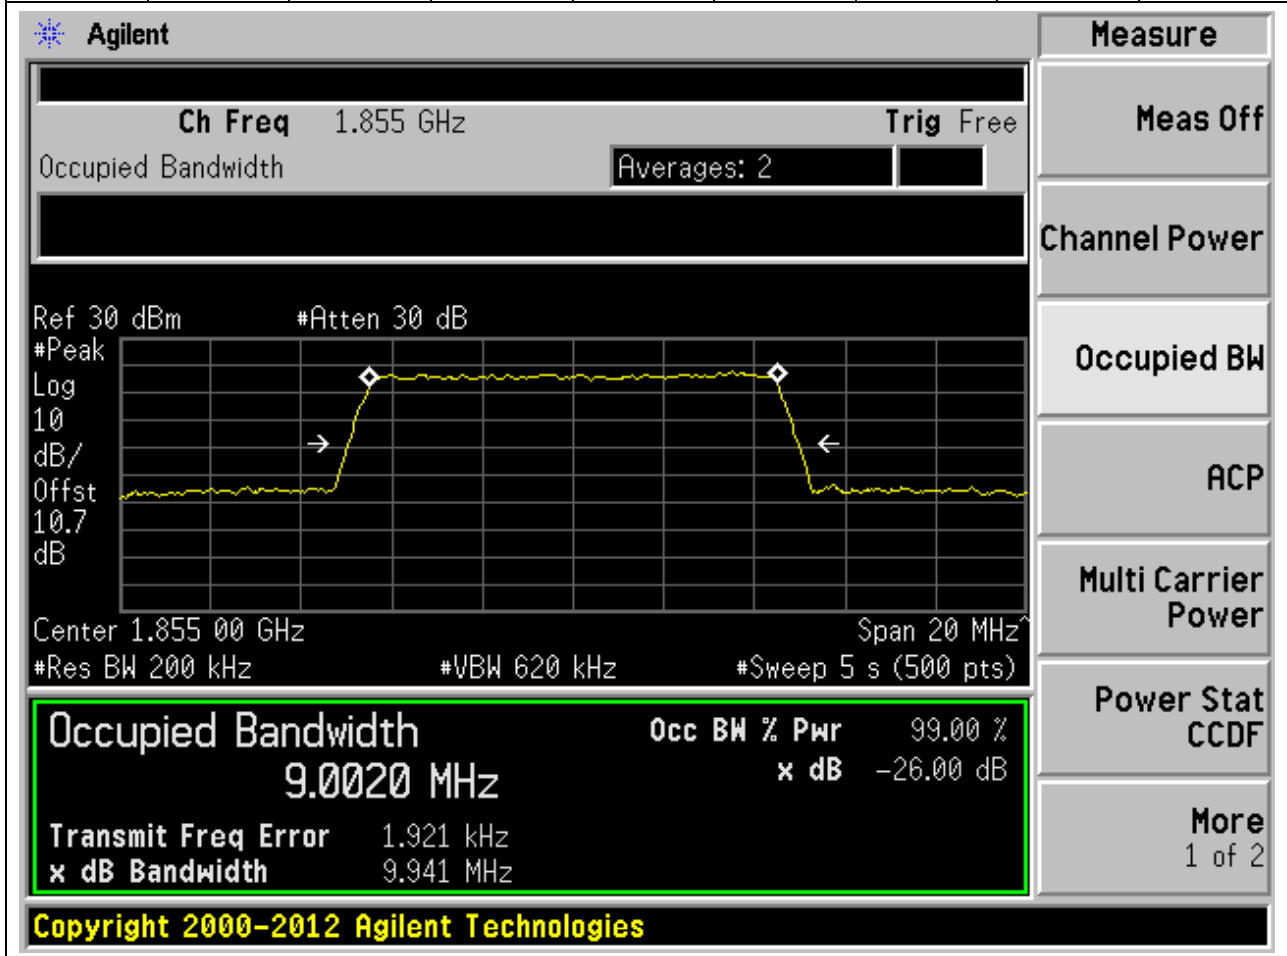 Agilent
Measure
Ch Freq 1.855 GHz Trig Free
Meas Off
Occupied Bandwidth Averages: 2
Channel Power
Ref 30 dBm #Atten 30 dB
#Peak
Log
10
dB/
Offst
10.7
dB
Occupied BW
ACP
Center 1.855 00 GHz Span 20 MHz^
#Res BW 200 kHz #VBW 620 kHz #Sweep 5 s (500 pts)
Multi Carrier
Power
Occupied Bandwidth Occ BW % Pwr 99.00 %
9.0020 MHz x dB -26.00 dB
Transmit Freq Error 1.921 kHz
x dB Bandwidth 9.941 MHz
Power Stat
CCDF
More
1 of 2
Copyright 2000-2012 Agilent Technologies